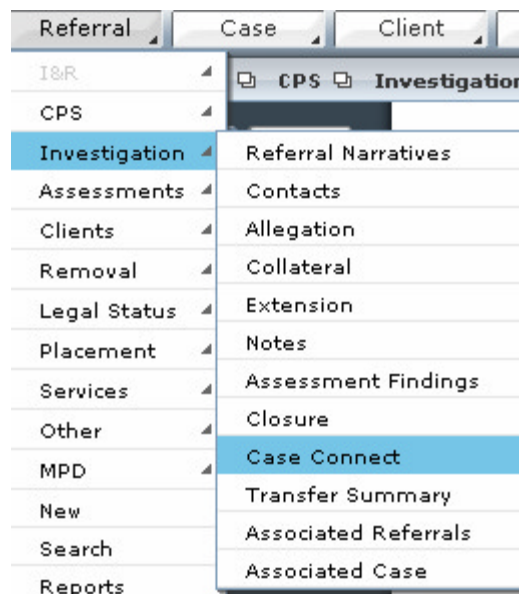 Referral Case Client
I&R
CPS Investigation
CPS
Investigation
Assessments
Clients
Removal
Legal Status
Placement
Services
Other
MPD
New
Search
Reports
Referral Narratives
Contacts
Allegation
Collateral
Extension
Notes
Assessment Findings
Closure
Case Connect
Transfer Summary
Associated Referrals
Associated Case